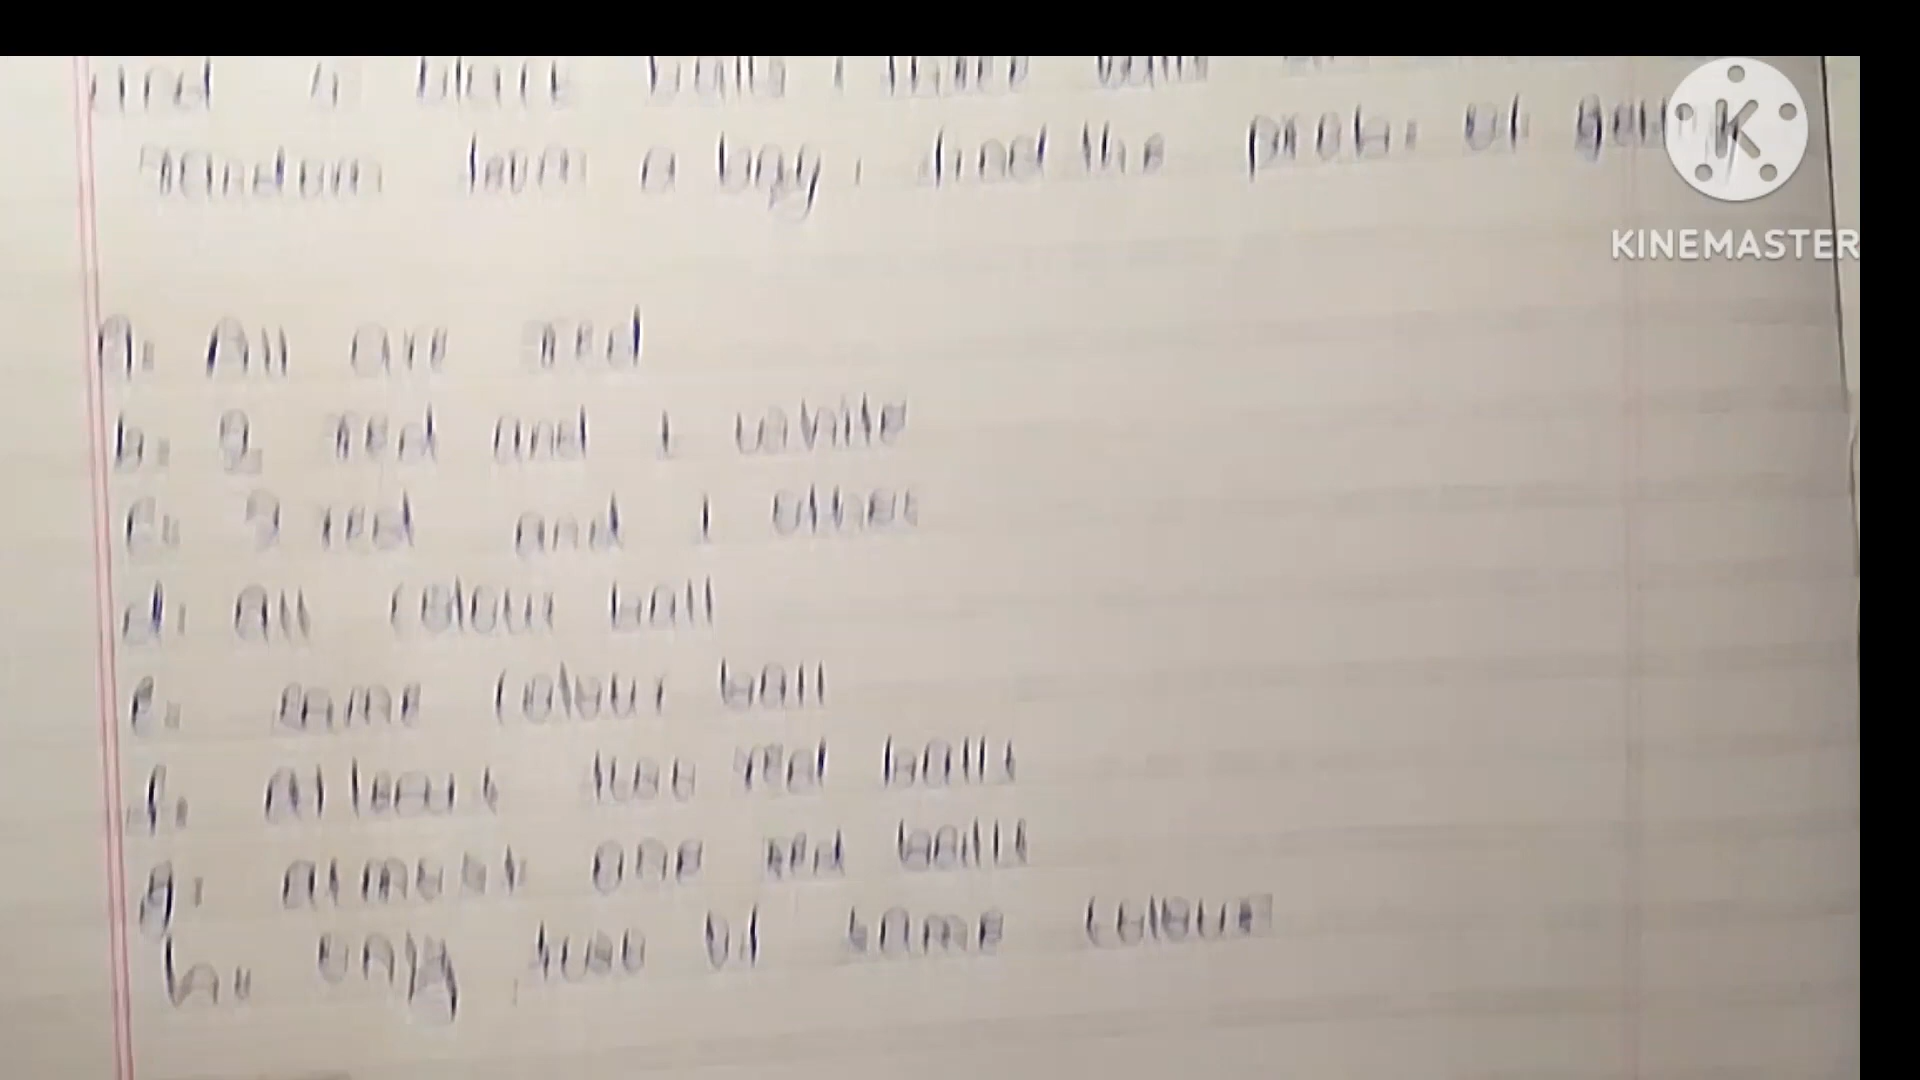 and 4 black balls, three balls
random from a bag, find the prob: of
KINEMASTER
a: All are red
b: 2 red and 1 white
c: 2 red and 1 other
d: All colour ball
e: same colour ball
f: atleast two red balls
g: atmost one red balls
h: only two of same colour